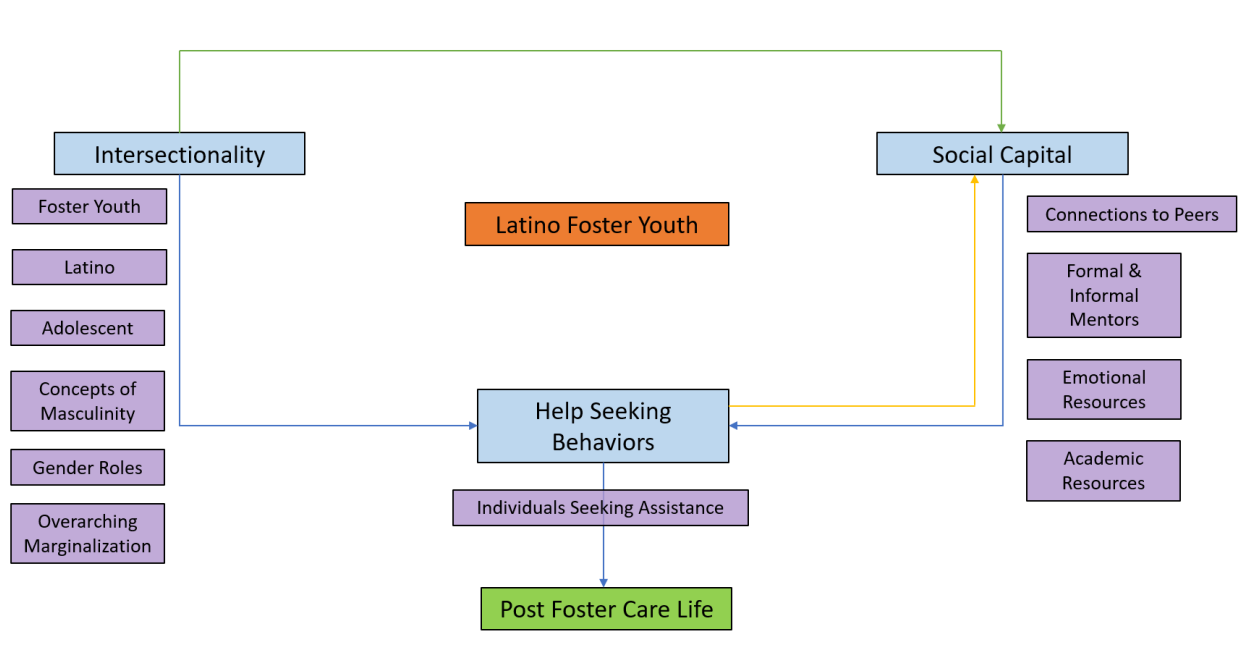 Intersectionality
Social Capital
Foster Youth
Latino
Adolescent
Concepts of
Masculinity
Gender Roles
Overarching
Marginalization
Latino Foster Youth
Connections to Peers
Formal &
Informal
Mentors
Emotional
Resources
Academic
Resources
Help Seeking
Behaviors
Individuals Seeking Assistance
Post Foster Care Life